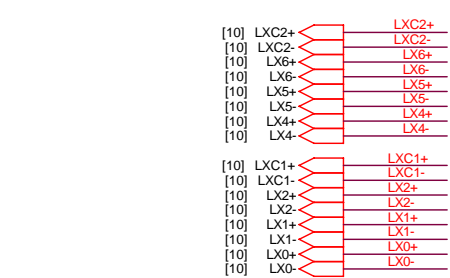 [10] LXC2+ LXC2+
[10] LXC2- LXC2-
[10] LX6+ LX6+
[10] LX6- LX6-
[10] LX5+ LX5+
[10] LX5- LX5-
[10] LX4+ LX4+
[10] LX4- LX4-
[10] LXC1+ LXC1+
[10] LXC1- LXC1-
[10] LX2+ LX2+
[10] LX2- LX2-
[10] LX1+ LX1+
[10] LX1- LX1-
[10] LX0+ LX0+
[10] LX0- LX0-